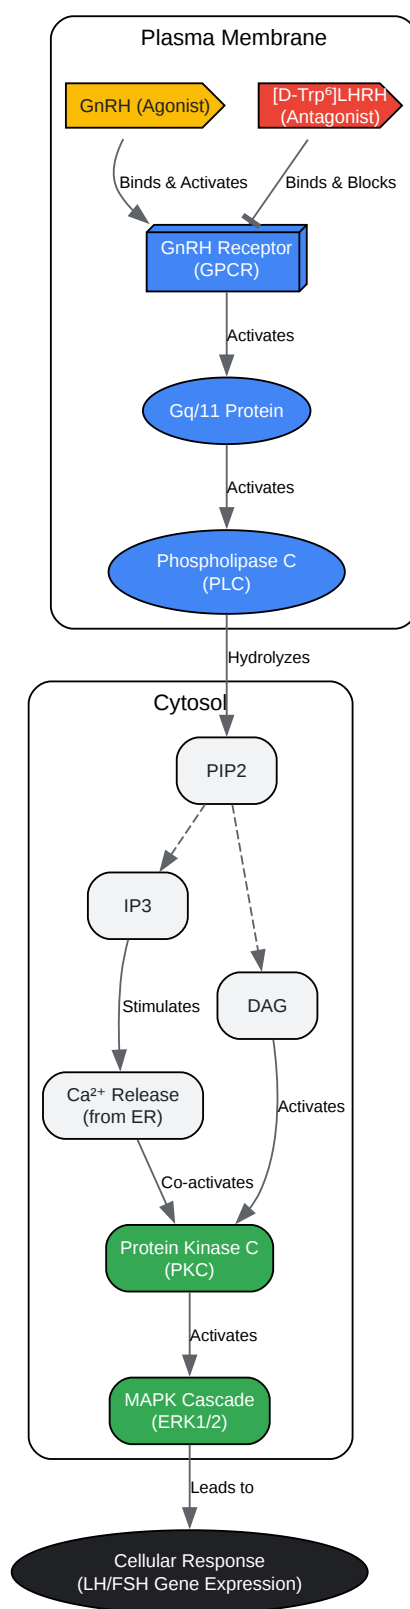 Plasma Membrane
GnRH (Agonist)
[D-Trp⁶]LHRH
(Antagonist)
Binds & Activates
Binds & Blocks
GnRH Receptor
(GPCR)
Activates
Gq/11 Protein
Activates
Phospholipase C
(PLC)
Hydrolyzes
Cytosol
PIP2
IP3
DAG
Stimulates
Ca²⁺ Release
(from ER)
Activates
Co-activates
Protein Kinase C
(PKC)
Activates
MAPK Cascade
(ERK1/2)
Leads to
Cellular Response
(LH/FSH Gene Expression)